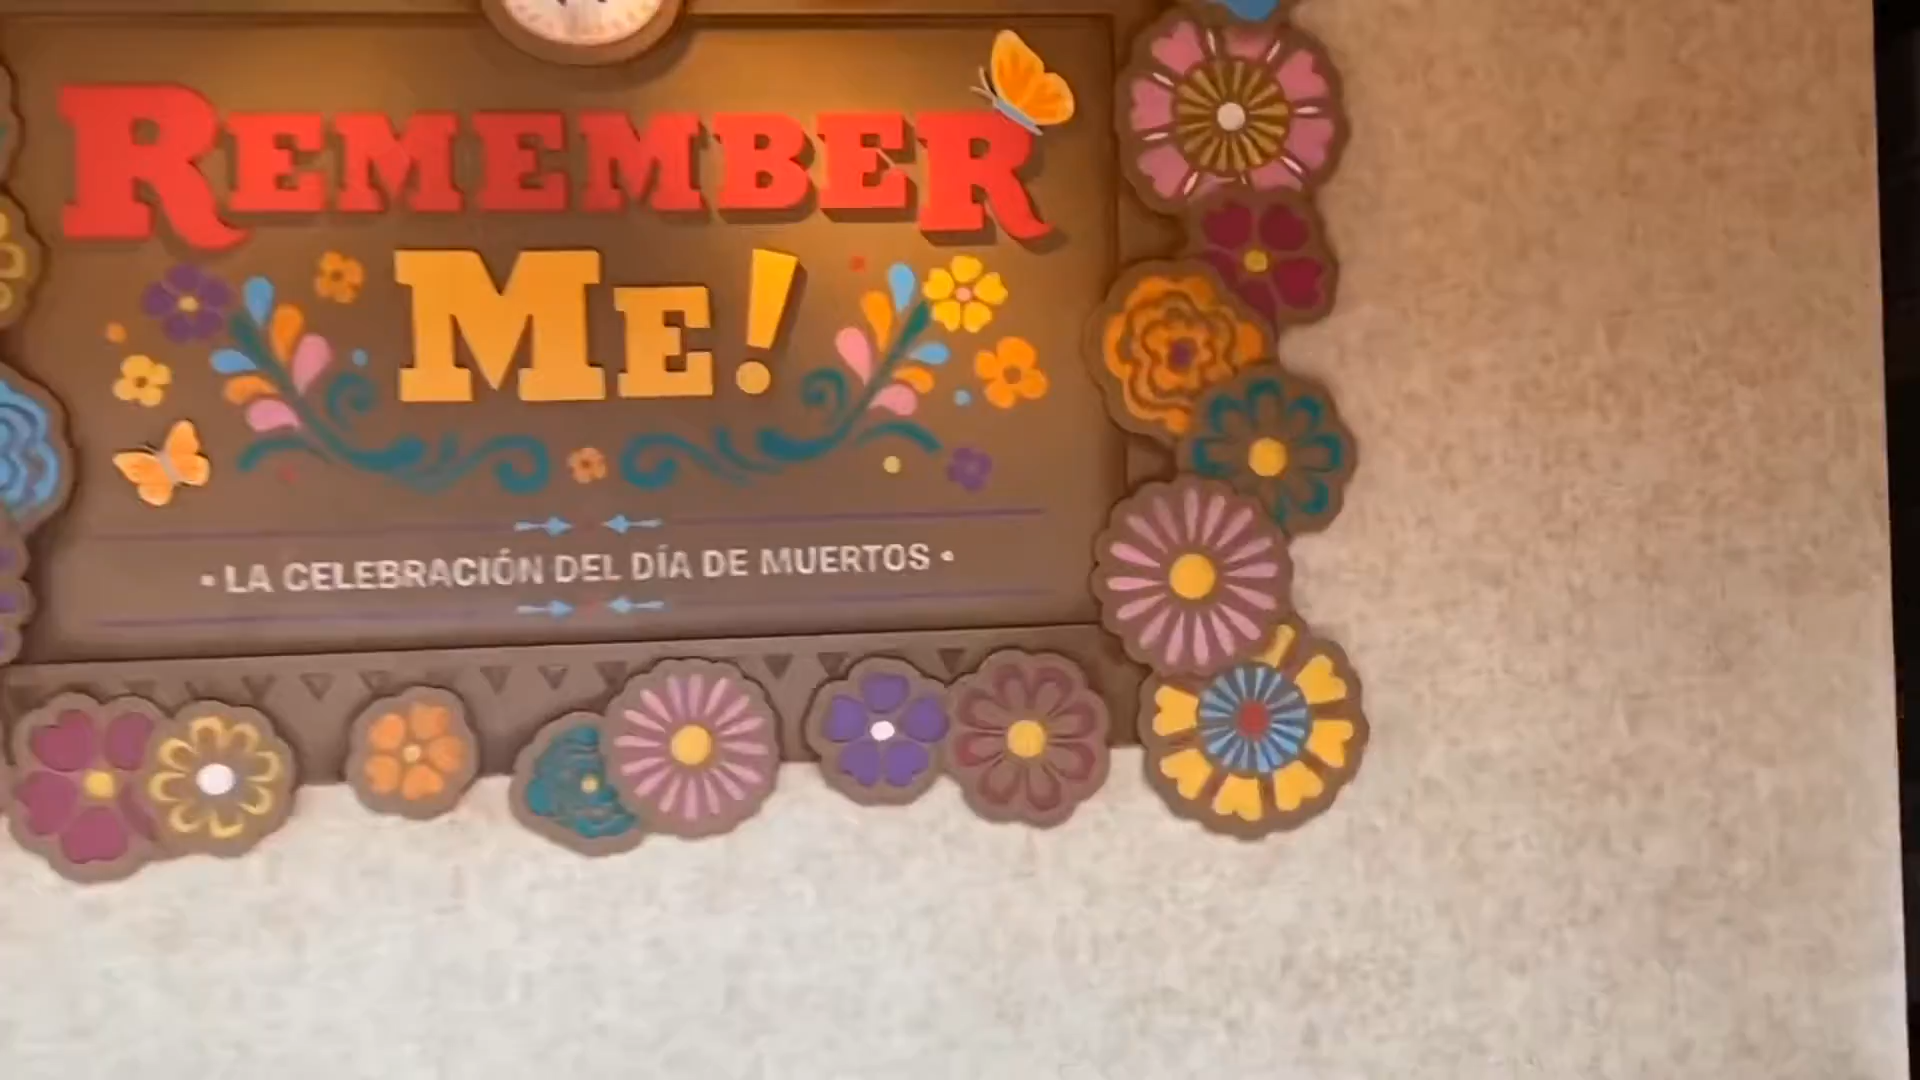 REMEMBER
ME!
• LA CELEBRACIÓN DEL DÍA DE MUERTOS •